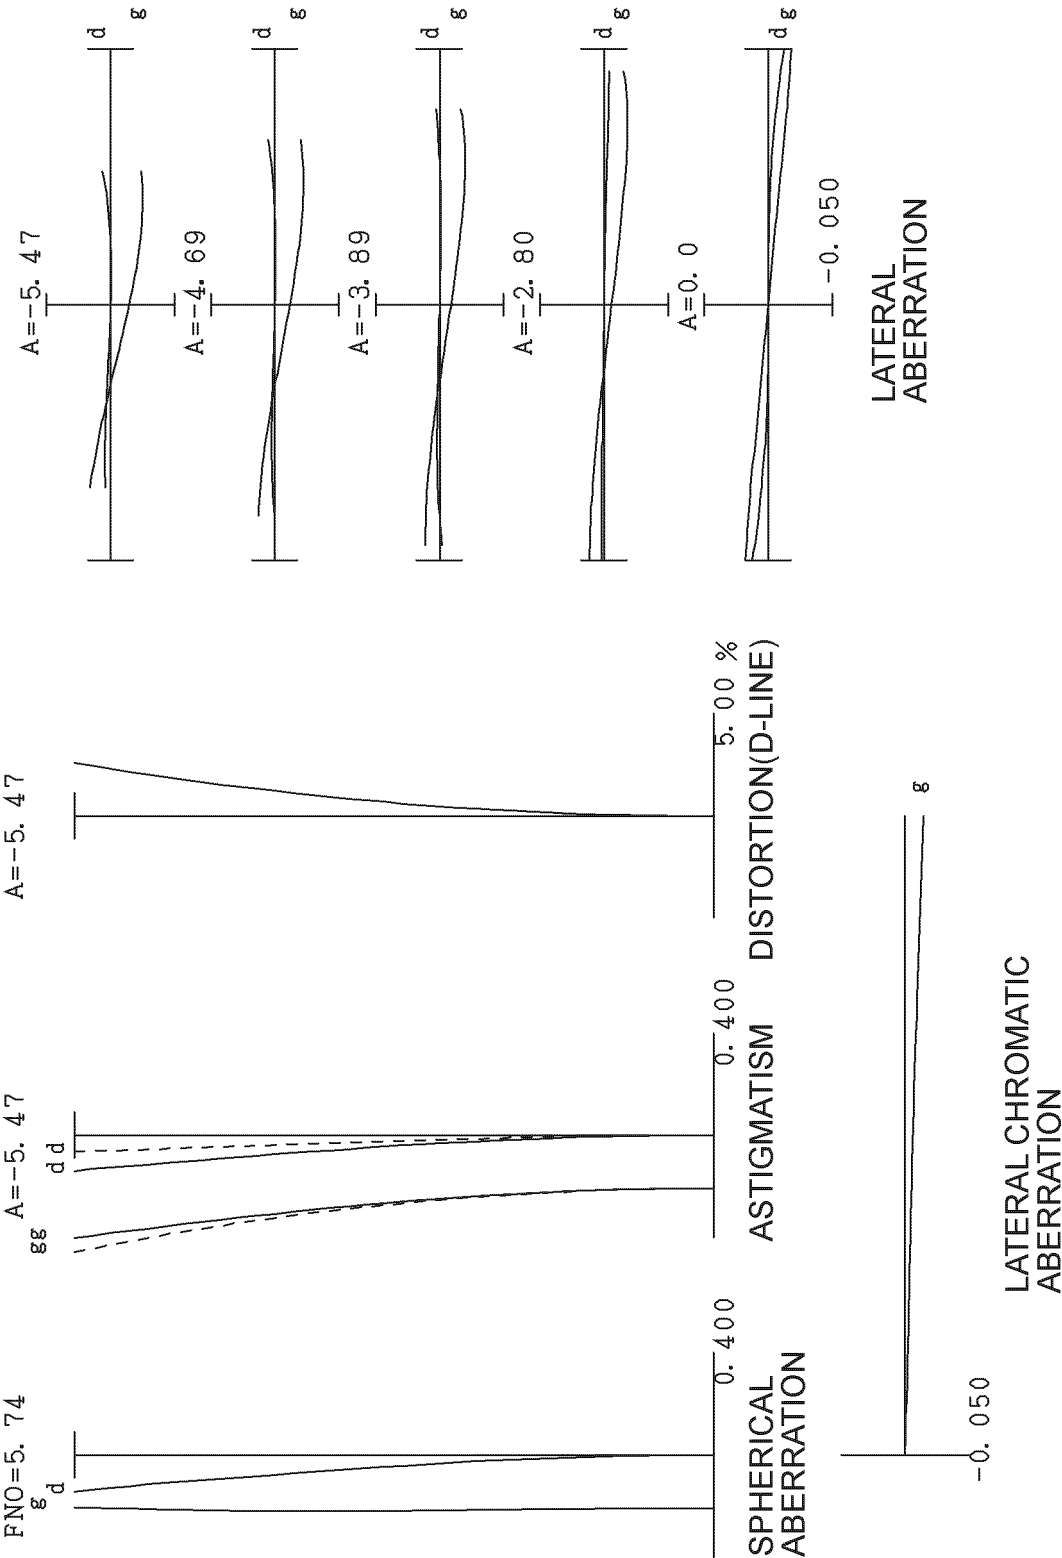 FNO=5. 74
g
d
0. 400
SPHERICAL
ABERRATION
A=-5. 47
gg
d d
0. 400
ASTIGMATISM
A=-5. 47
5. 00 %
DISTORTION(D-LINE)
A=-5. 47
d
g
A=-4. 69
d
g
A=-3. 89
d
g
A=-2. 80
d
g
A=0. 0
d g
-0. 050
LATERAL
ABERRATION
-0. 050
g
LATERAL CHROMATIC
ABERRATION